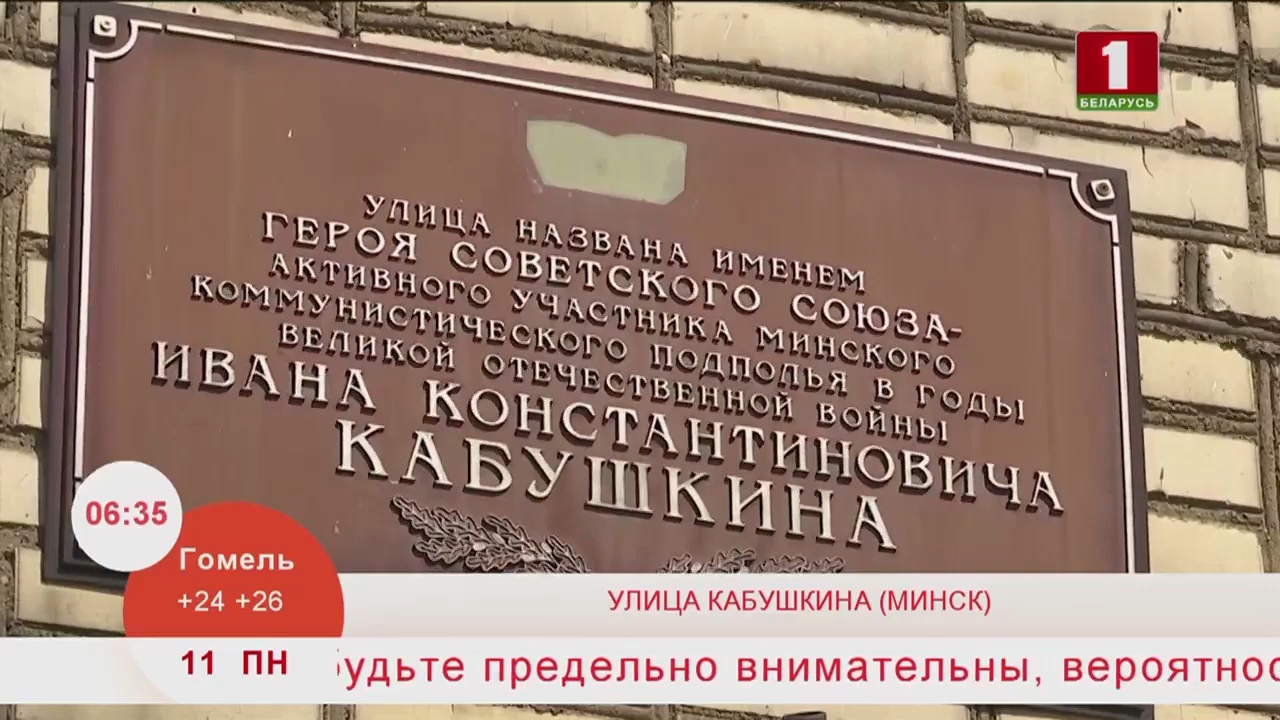 1
БЕЛАРУСЬ
УЛИЦА НАЗВАНА ИМЕНЕМ
ГЕРОЯ СОВЕТСКОГО СОЮЗА-
АКТИВНОГО УЧАСТНИКА МИНСКОГО
КОММУНИСТИЧЕСКОГО ПОДПОЛЬЯ В ГОДЫ
ВЕЛИКОЙ ОТЕЧЕСТВЕННОЙ ВОЙНЫ
ИВАНА КОНСТАНТИНОВИЧА
КАБУШКИНА
06:35
Гомель
+24 +26
УЛИЦА КАБУШКИНА (МИНСК)
11 ПН
будьте предельно внимательны, вероятнос